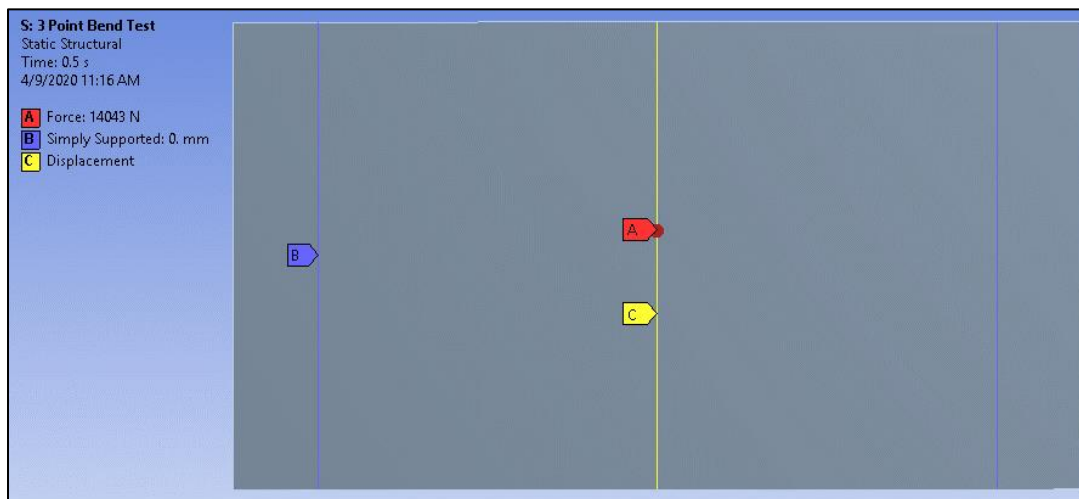 S: 3 Point Bend Test
Static Structural
Time: 0.5 s
4/9/2020 11:16 AM
A Force: 14043 N
B Simply Supported: 0. mm
C Displacement
A
B
C